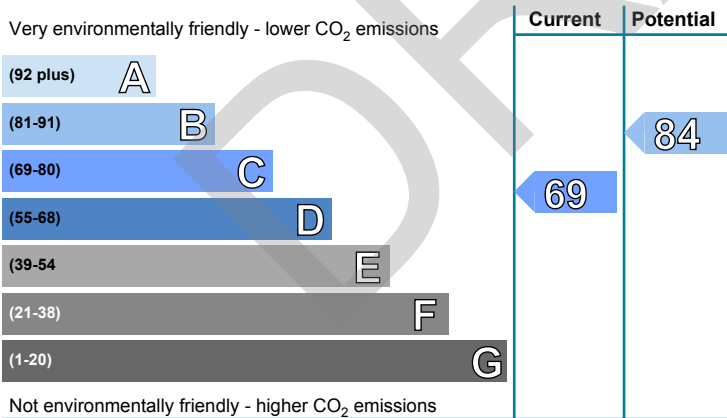 Very environmentally friendly - lower CO2 emissions
Current
Potential
(92 plus) A
(81-91) B
84
(69-80) C
69
(55-68) D
(39-54 E
(21-38) F
(1-20) G
Not environmentally friendly - higher CO2 emissions